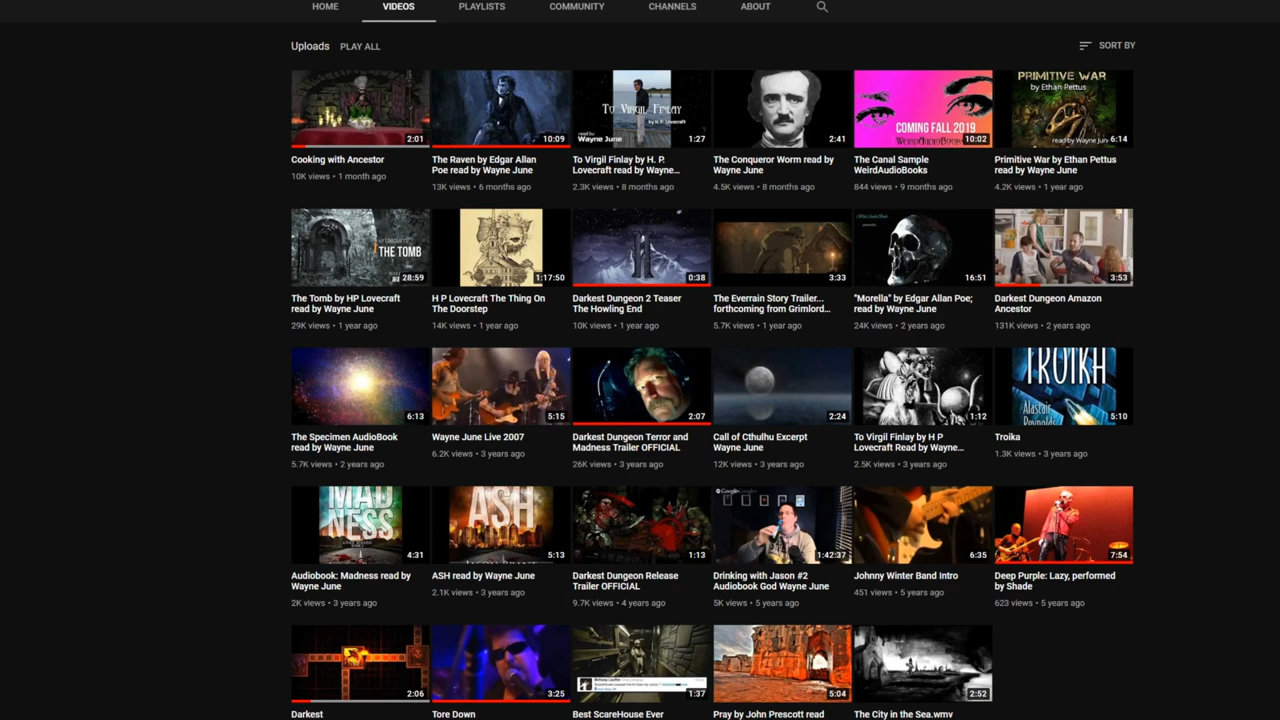 HOME VIDEOS PLAYLISTS COMMUNITY CHANNELS ABOUT
Uploads PLAY ALL SORT BY
2:01
Cooking with Ancestor
10K views • 1 month ago
10:09
The Raven by Edgar Allan
Poe read by Wayne June
13K views • 6 months ago
TO VIRGIL FINLAY
by H. P. Lovecraft
read by
Wayne June
1:27
To Virgil Finlay by H. P.
Lovecraft read by Wayne...
2.3K views • 8 months ago
2:41
The Conqueror Worm read by
Wayne June
4.5K views • 8 months ago
COMING FALL 2019
10:02
The Canal Sample
WeirdAudioBooks
844 views • 9 months ago
PRIMITIVE WAR
by Ethan Pettus
read by Wayne Jun
6:14
Primitive War by Ethan Pettus
read by Wayne June
4.2K views • 1 year ago
THE TOMB
28:59
The Tomb by HP Lovecraft
read by Wayne June
29K views • 1 year ago
1:17:50
H P Lovecraft The Thing On
The Doorstep
14K views • 1 year ago
0:38
Darkest Dungeon 2 Teaser
The Howling End
10K views • 1 year ago
3:33
The Everrain Story Trailer...
forthcoming from Grimlord...
5.7K views • 1 year ago
presents,
16:51
"Morella" by Edgar Allan Poe;
read by Wayne June
24K views • 2 years ago
3:53
Darkest Dungeon Amazon
Ancestor
131K views • 2 years ago
6:13
The Specimen AudioBook
read by Wayne June
5.7K views • 2 years ago
5:15
Wayne June Live 2007
6.2K views • 3 years ago
2:07
Darkest Dungeon Terror and
Madness Trailer OFFICIAL
26K views • 3 years ago
2:24
Call of Cthulhu Excerpt
Wayne June
12K views • 3 years ago
1:12
To Virgil Finlay by H P
Lovecraft Read by Wayne...
2.5K views • 3 years ago
TROIKA
Alastair
Reynolds
5:10
Troika
1.3K views • 3 years ago
MAD
NESS
4:31
Audiobook: Madness read by
Wayne June
2K views • 3 years ago
ASH
5:13
ASH read by Wayne June
2.1K views • 3 years ago
1:13
Darkest Dungeon Release
Trailer OFFICIAL
9.7K views • 4 years ago
1:42:37
Drinking with Jason #2
Audiobook God Wayne June
5K views • 5 years ago
6:35
Johnny Winter Band Intro
451 views • 5 years ago
7:54
Deep Purple: Lazy, performed
by Shade
623 views • 5 years ago
2:06
Darkest
3:25
Tore Down
1:37
Best ScareHouse Ever
5:04
Pray by John Prescott read
2:52
The City in the Sea.wmv